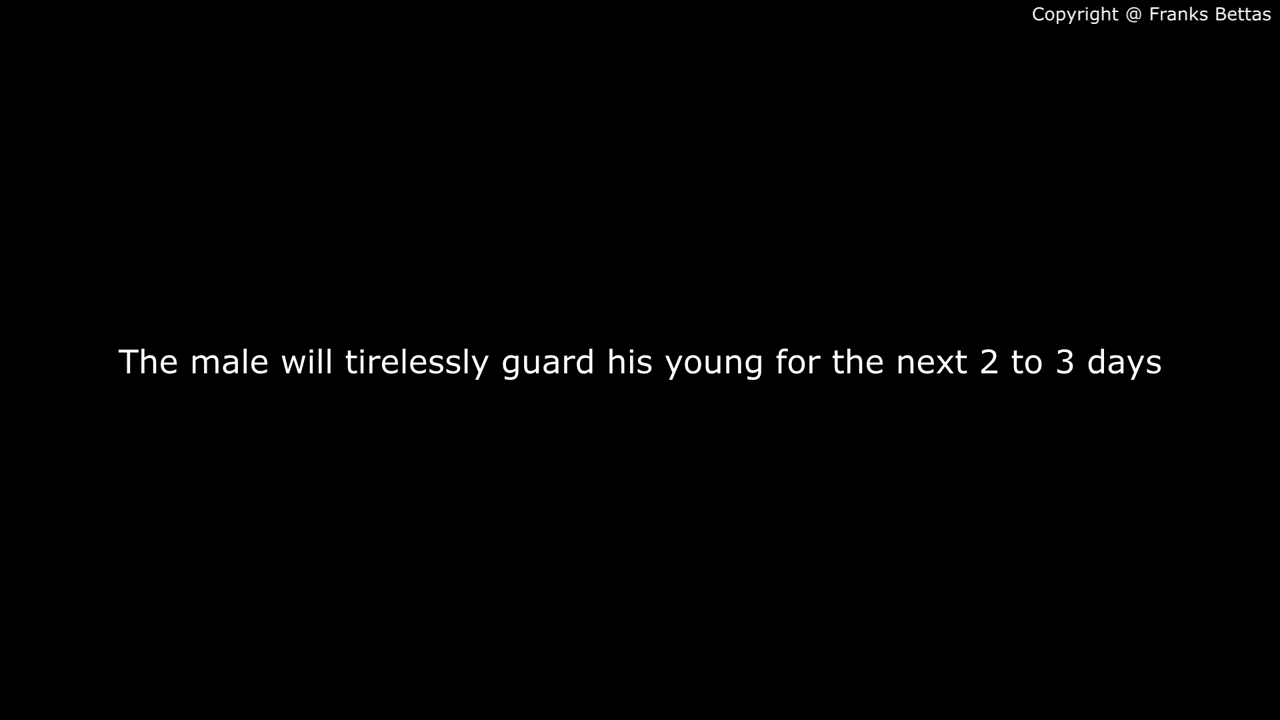 Copyright @ Franks Bettas
The male will tirelessly guard his young for the next 2 to 3 days